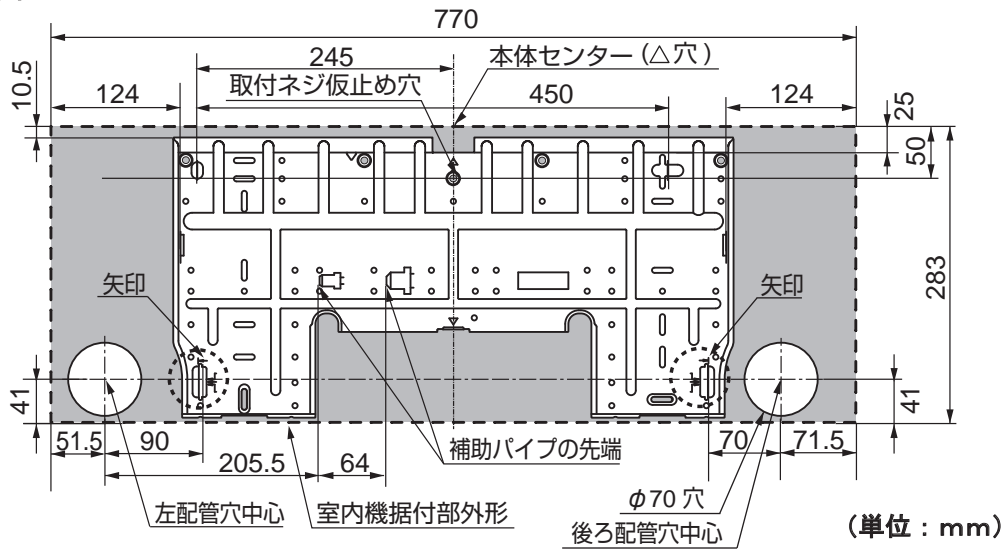 770
245
本体センター(△穴)
取付ネジ仮止め穴
10.5
124
450
124
25
50
矢印
矢印
283
41
41
51.5
90
70
71.5
205.5
64
補助パイプの先端
φ70穴
左配管穴中心
室内機据付部外形
後ろ配管穴中心
(単位:mm)